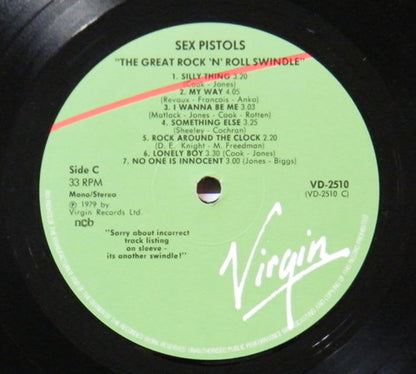 SEX PISTOLS
"THE GREAT ROCK 'N' ROLL SWINDLE"
1. SILLY THING 3.20
(Cook - Jones)
2. MY WAY 4.05
(Revaux - Francois - Anka)
3. I WANNA BE ME 3.03
(Matlock - Jones - Cook - Rotten)
4. SOMETHING ELSE 3.25
(Sheeley - Cochran)
5. ROCK AROUND THE CLOCK 2.20
(D. E. Knight - M. Freedman)
6. LONELY BOY 3.30 (Cook - Jones)
7. NO ONE IS INNOCENT 3.00 (Jones - Biggs)
Side C
33 RPM
Mono/Stereo
℗ 1979 by
Virgin Records Ltd.
ncb
VD-2510
(VD-2510 C)
"Sorry about incorrect
track listing
on sleeve -
its another swindle!"
Virgin